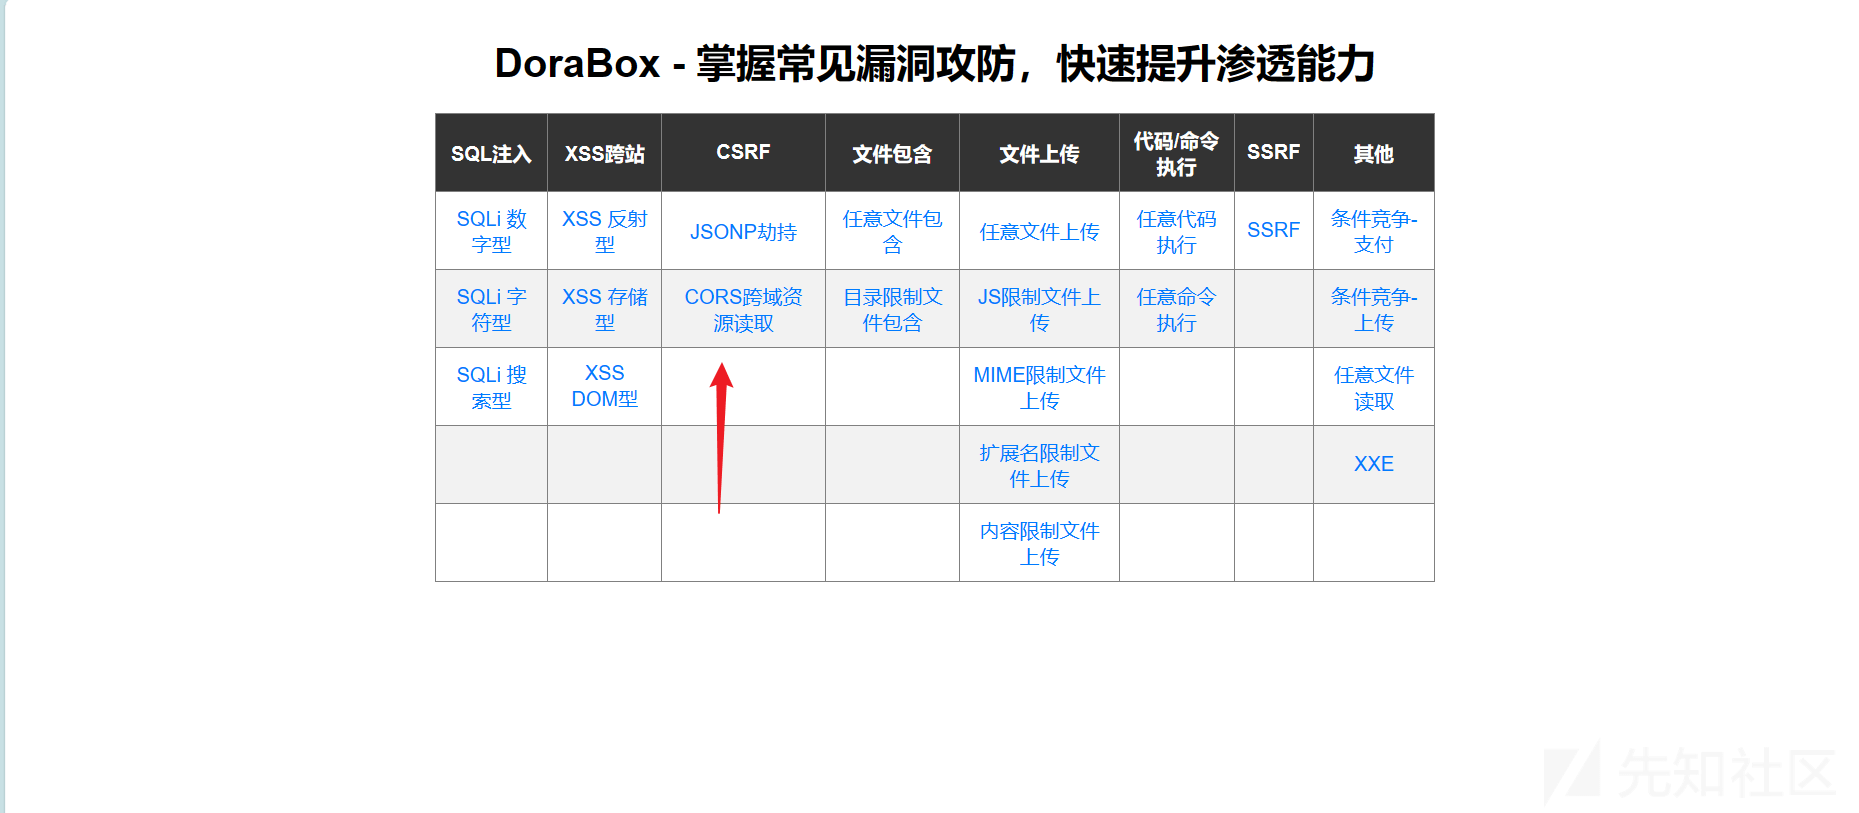 DoraBox - 掌握常见漏洞攻防，快速提升渗透能力
SQL注入
XSS跨站
CSRF
文件包含
文件上传
代码/命令
执行
SSRF
其他
SQLi 数
字型
XSS 反射
型
JSONP劫持
任意文件包
含
任意文件上传
任意代码
执行
SSRF
条件竞争-
支付
SQLi 字
符型
XSS 存储
型
CORS跨域资
源读取
目录限制文
件包含
JS限制文件上
传
任意命令
执行
条件竞争-
上传
SQLi 搜
索型
XSS
DOM型
MIME限制文件
上传
任意文件
读取
扩展名限制文
件上传
XXE
内容限制文件
上传
先知社区